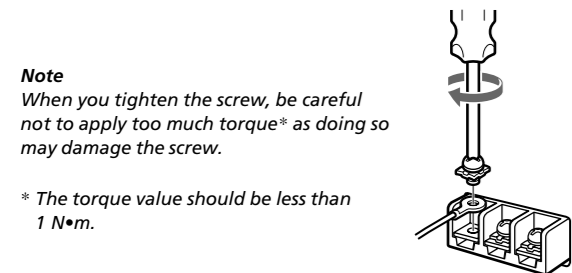 Note
When you tighten the screw, be careful
not to apply too much torque* as doing so
may damage the screw.
* The torque value should be less than
1 N•m.